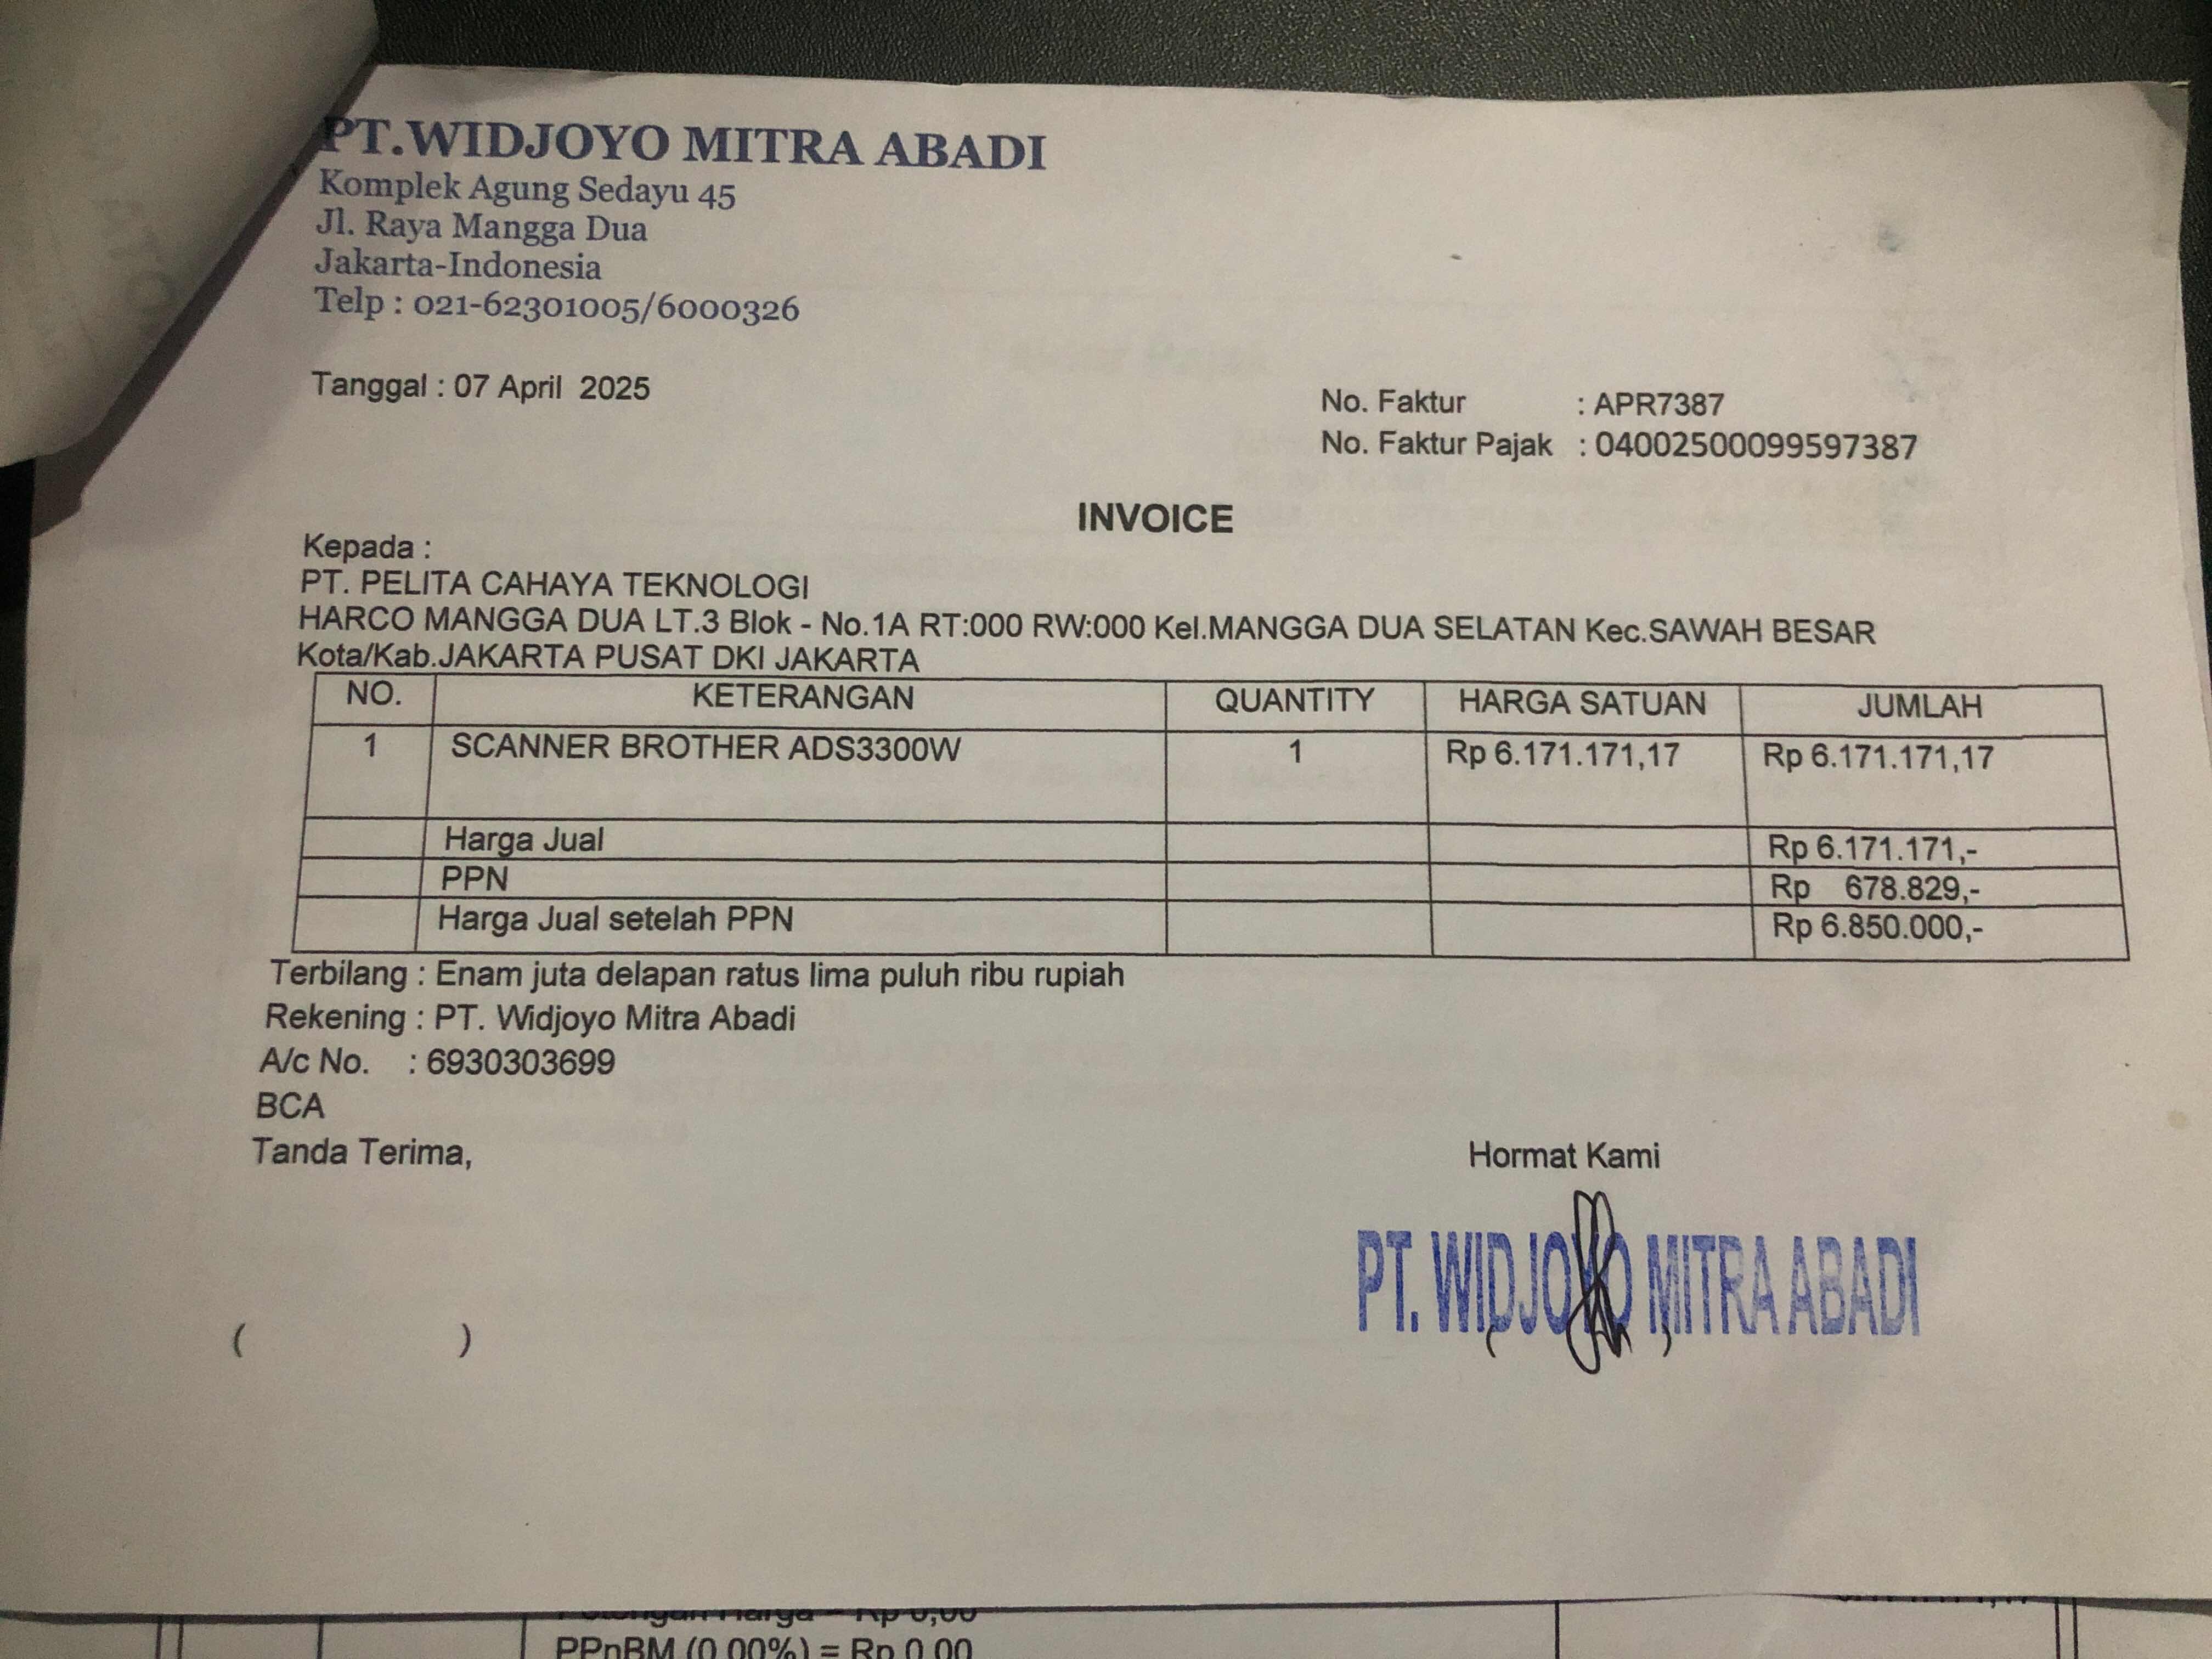 PT.WIDJOYO MITRA ABADI
Komplek Agung Sedayu 45
Jl. Raya Mangga Dua
Jakarta-Indonesia
Telp : 021-62301005/6000326
Tanggal : 07 April 2025
No. Faktur : APR7387
No. Faktur Pajak : 04002500099597387
INVOICE
Kepada :
PT. PELITA CAHAYA TEKNOLOGI
HARCO MANGGA DUA LT.3 Blok - No.1A RT:000 RW:000 Kel.MANGGA DUA SELATAN Kec.SAWAH BESAR
Kota/Kab.JAKARTA PUSAT DKI JAKARTA
NO. KETERANGAN QUANTITY HARGA SATUAN JUMLAH
1 SCANNER BROTHER ADS3300W 1 Rp 6.171.171,17 Rp 6.171.171,17
Harga Jual Rp 6.171.171,-
PPN Rp 678.829,-
Harga Jual setelah PPN Rp 6.850.000,-
Terbilang : Enam juta delapan ratus lima puluh ribu rupiah
Rekening : PT. Widjoyo Mitra Abadi
A/c No. : 6930303699
BCA
Tanda Terima, Hormat Kami
PT. WIDJOYO MITRA ABADI
( ) ( )
Potongan Harga = Rp 0,00
PPnBM (0,00%) = Rp 0,00